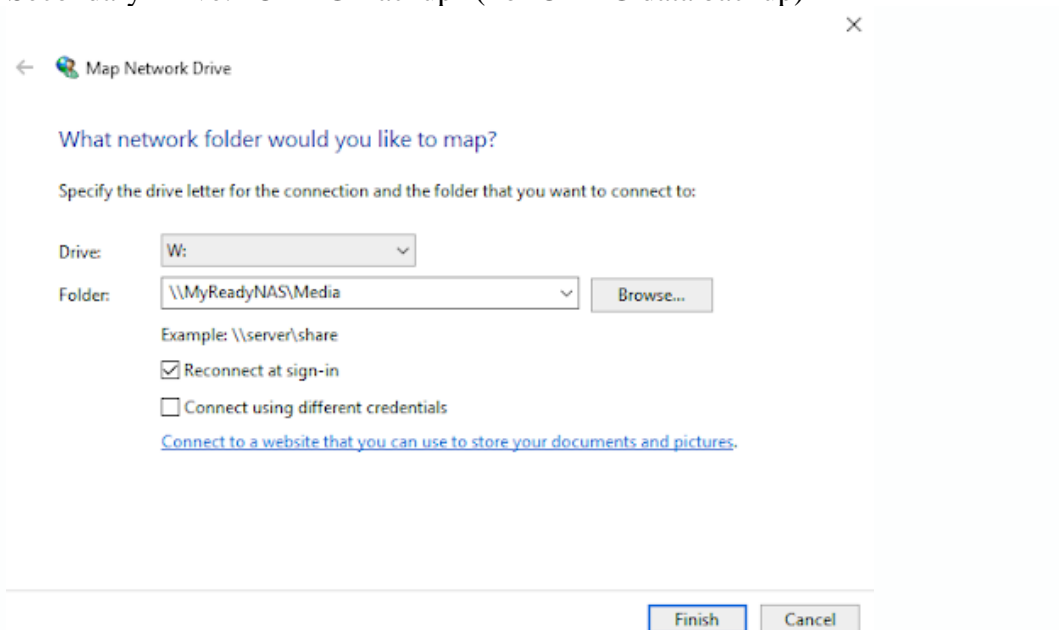 Map Network Drive
What network folder would you like to map?
Specify the drive letter for the connection and the folder that you want to connect to:
Drive: W:
Folder: \\MyReadyNAS\Media Browse...
Example: \\server\share
Reconnect at sign-in
Connect using different credentials
Connect to a website that you can use to store your documents and pictures.
Finish Cancel